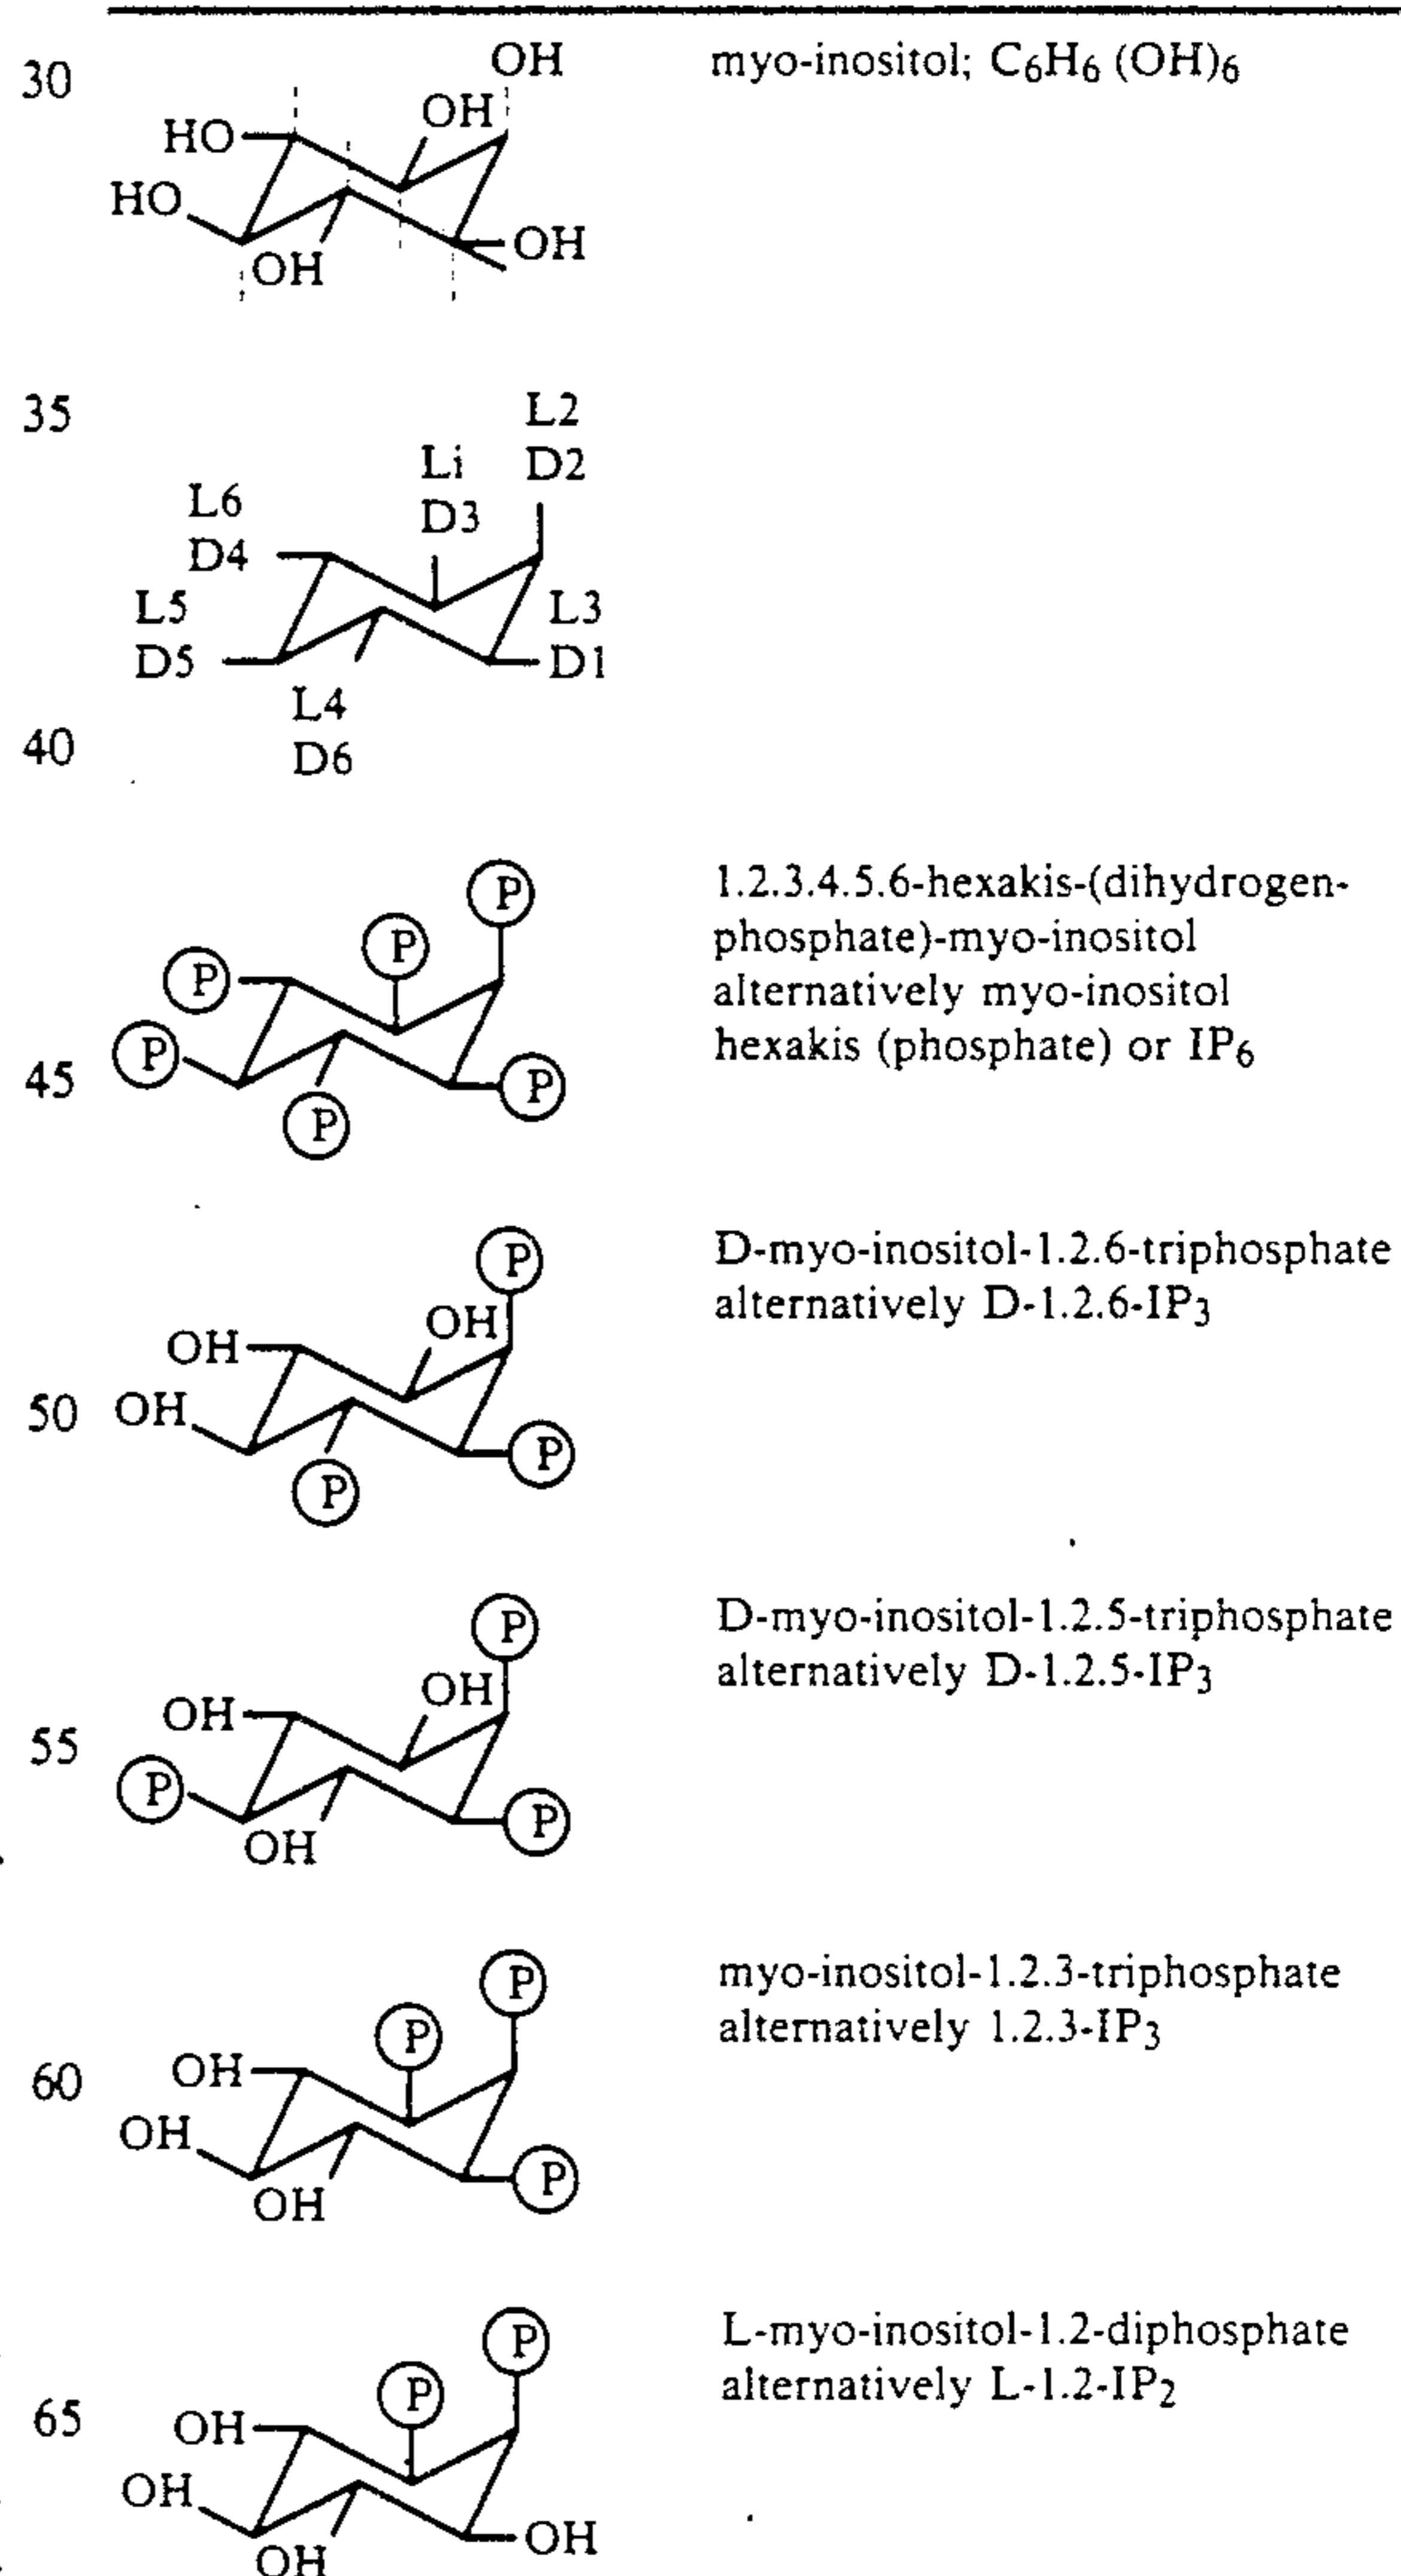 30
OH
myo-inositol; C₆H₆ (OH)₆
OH
HO
HO
OH
OH
35
L2
Li
D2
L6
D3
D4
L5
L3
D5
D1
L4
40
D6
P
1.2.3.4.5.6-hexakis-(dihydrogen-
P
phosphate)-myo-inositol
P
alternatively myo-inositol
P
hexakis (phosphate) or IP₆
45
P
P
P
D-myo-inositol-1.2.6-triphosphate
OH
alternatively D-1.2.6-IP₃
OH
50
OH
P
P
P
D-myo-inositol-1.2.5-triphosphate
OH
alternatively D-1.2.5-IP₃
OH
55
P
P
OH
P
myo-inositol-1.2.3-triphosphate
P
alternatively 1.2.3-IP₃
60
OH
OH
P
OH
P
L-myo-inositol-1.2-diphosphate
P
alternatively L-1.2-IP₂
65
OH
OH
OH
OH